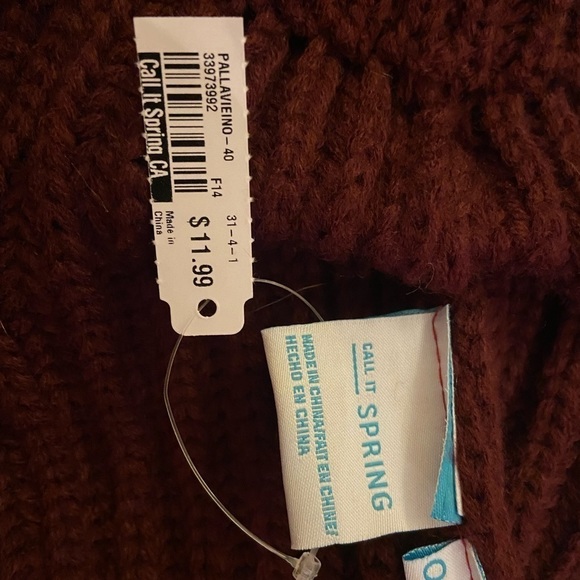 PALLAVIEINO-40
33973992
Call It Spring CA
F14
31-4-1
$11.99
Made in
China
CALL IT
SPRING
MADE IN CHINA/FAIT EN CHINE/
HECHO EN CHINA
O